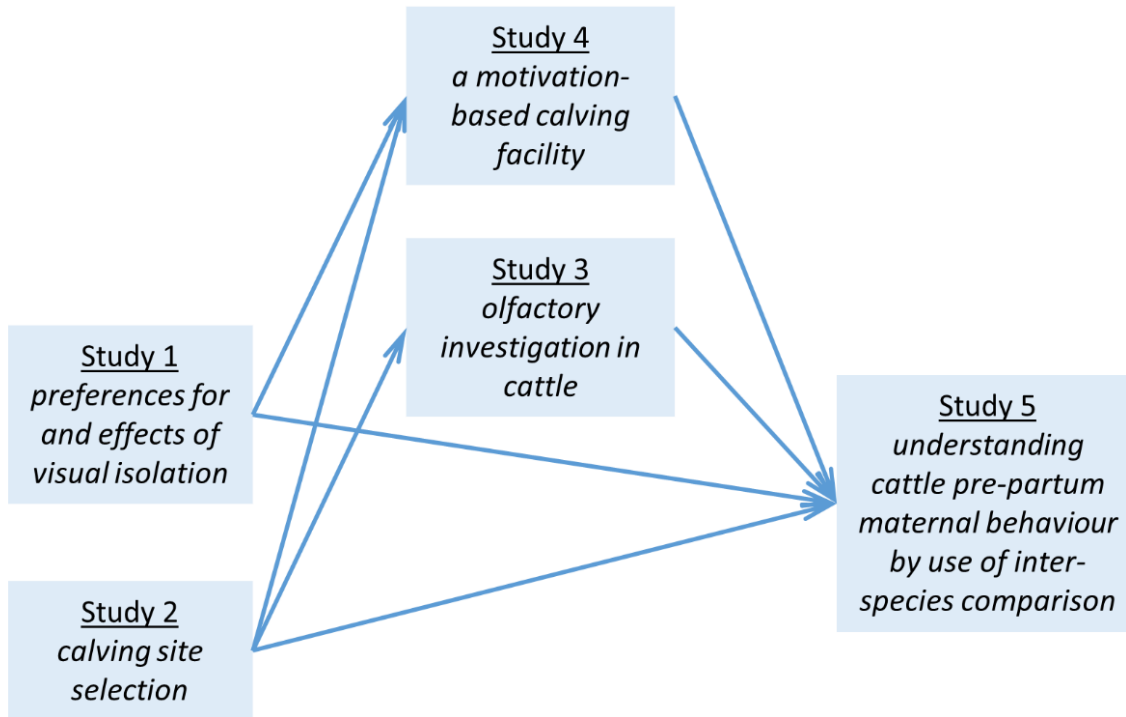 Study 4
a motivation-
based calving
facility
Study 3
olfactory
investigation in
cattle
Study 1
preferences for
and effects of
visual isolation
Study 2
calving site
selection
Study 5
understanding
cattle pre-partum
maternal behaviour
by use of inter-
species comparison